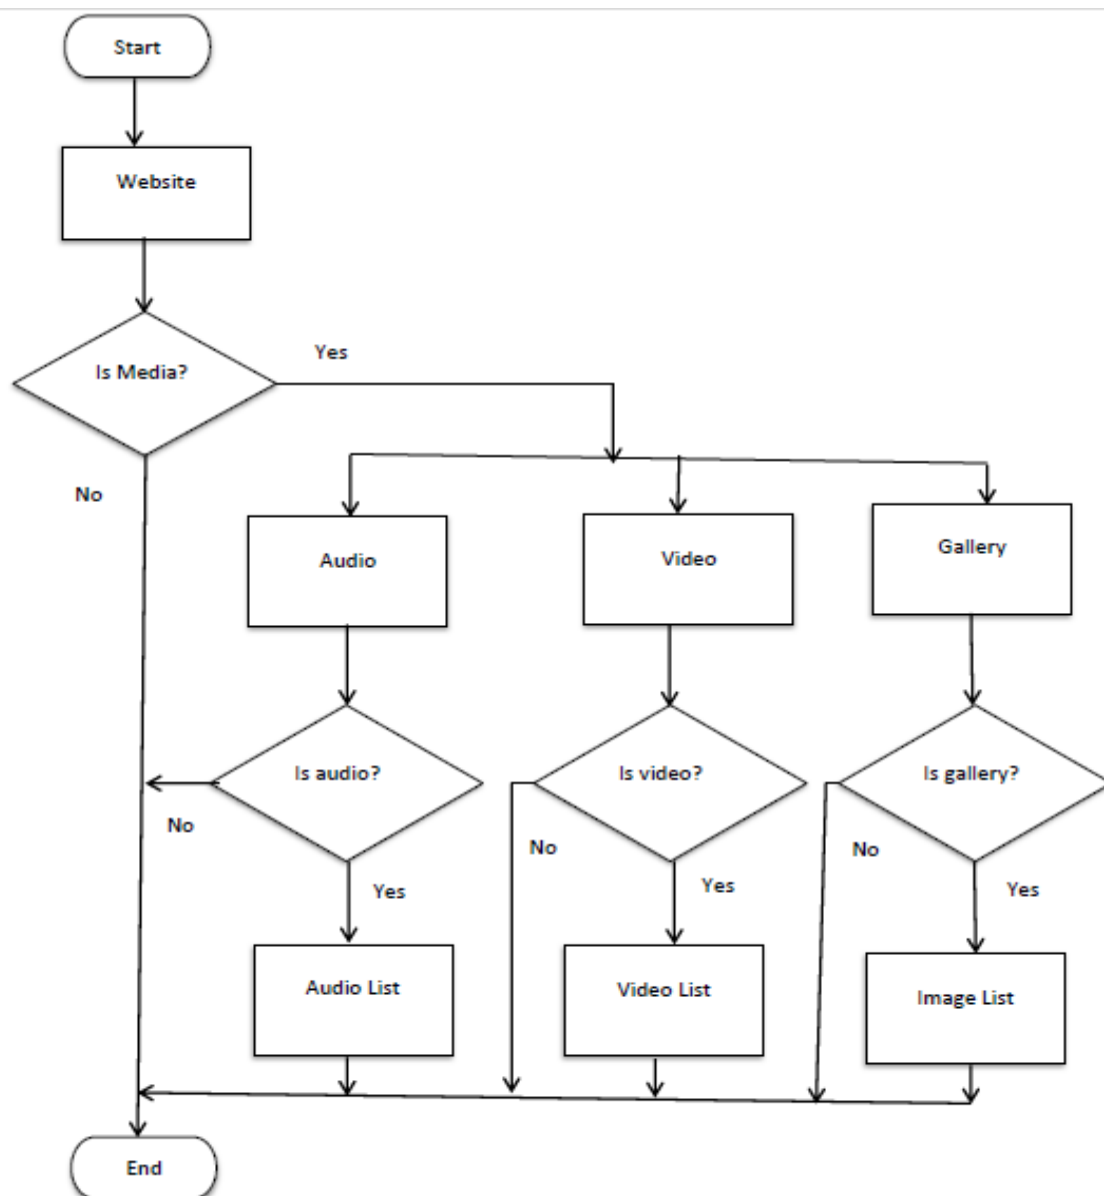 Start
Website
Is Media?
Yes
No
Audio
Video
Gallery
Is audio?
Is video?
Is gallery?
No
No
No
Yes
Yes
Yes
Audio List
Video List
Image List
End